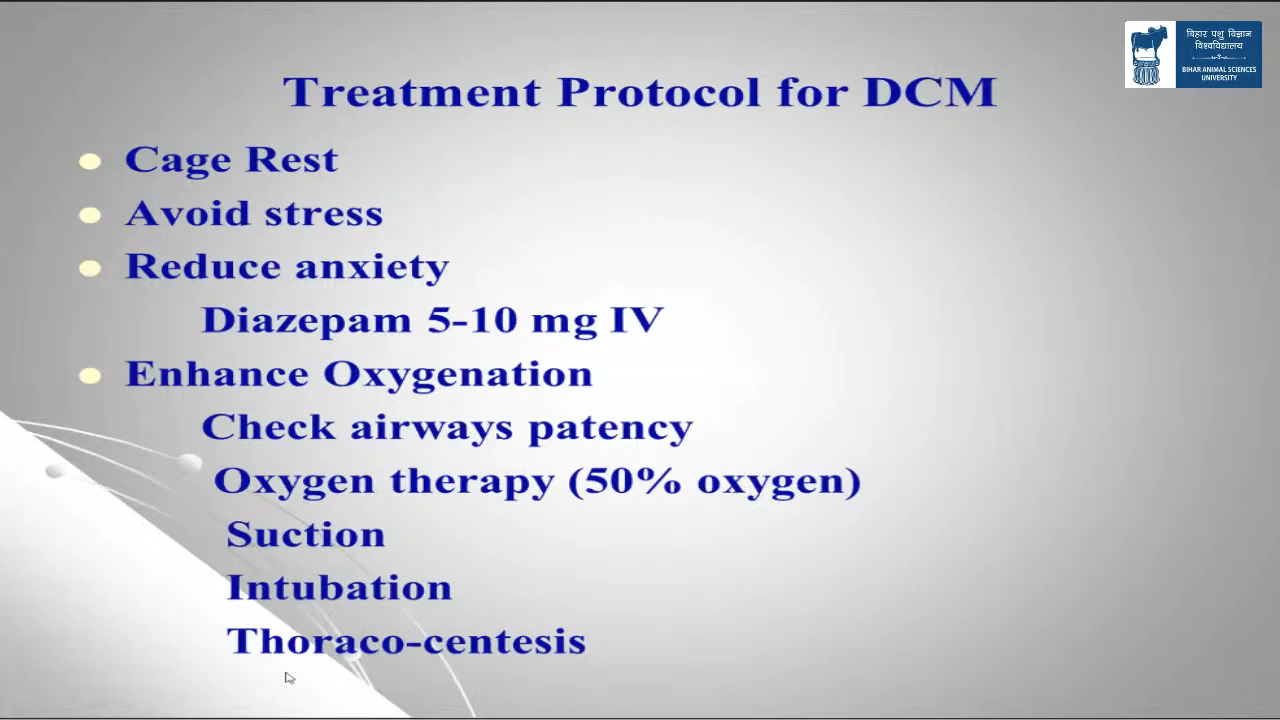 बिहार पशु विज्ञान
विश्वविद्यालय
BIHAR ANIMAL SCIENCES
UNIVERSITY
Treatment Protocol for DCM
Cage Rest
Avoid stress
Reduce anxiety
Diazepam 5-10 mg IV
Enhance Oxygenation
Check airways patency
Oxygen therapy (50% oxygen)
Suction
Intubation
Thoraco-centesis